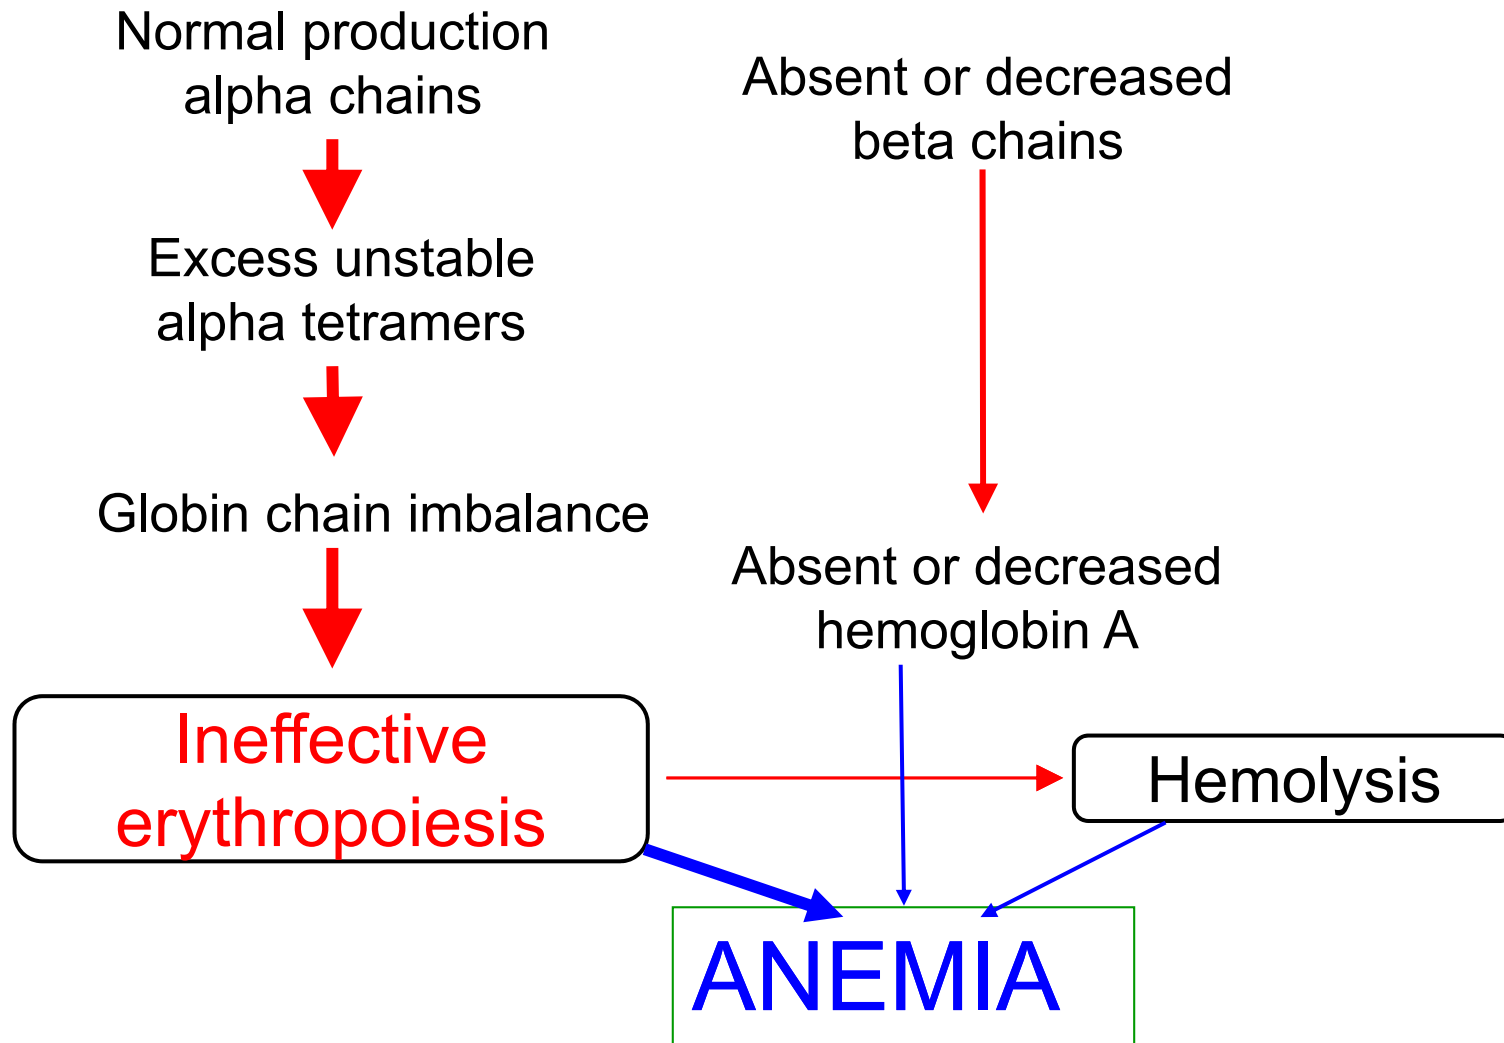 Normal production
alpha chains
Absent or decreased
beta chains
Excess unstable
alpha tetramers
Globin chain imbalance
Absent or decreased
hemoglobin A
Ineffective
erythropoiesis
Hemolysis
ANEMIA